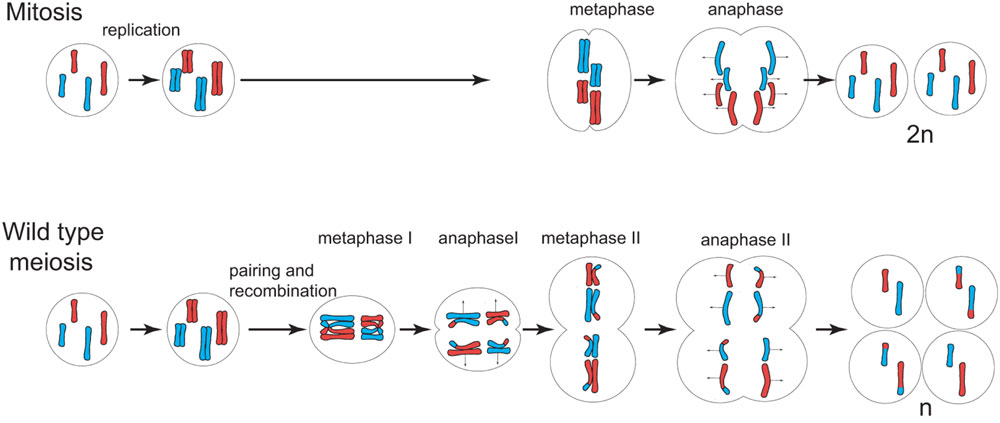 Mitosis
replication
metaphase
anaphase
2n
Wild type
meiosis
pairing and
recombination
metaphase I
anaphaseI
metaphase II
anaphase II
n